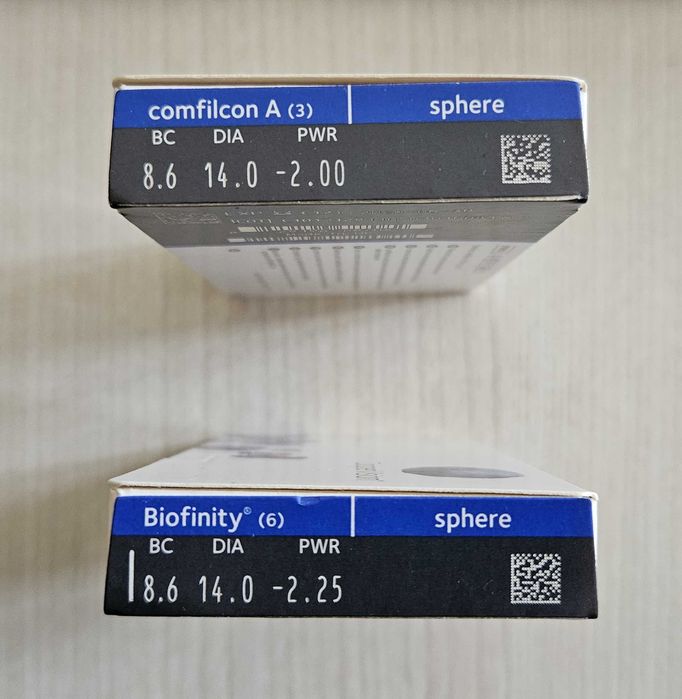 comfilcon A (3) sphere
BC DIA PWR
8.6 14.0 -2.00
Biofinity® (6) sphere
BC DIA PWR
8.6 14.0 -2.25